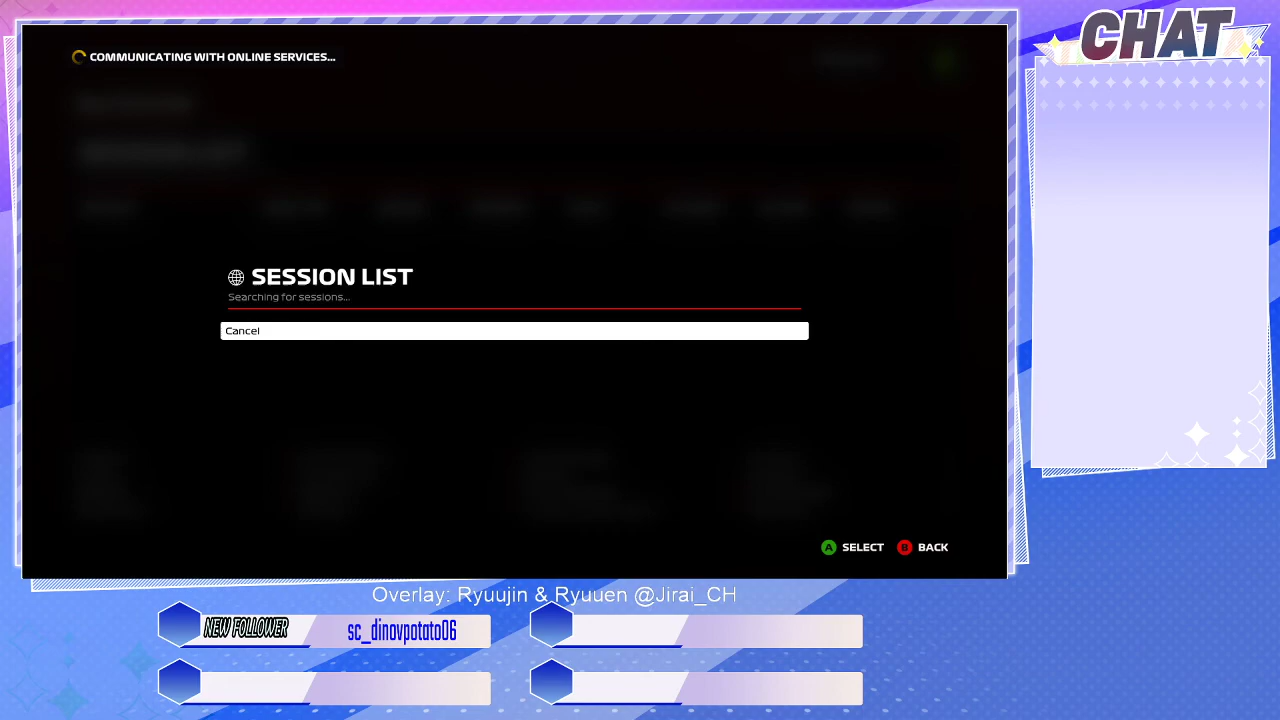 CHAT
COMMUNICATING WITH ONLINE SERVICES...
SESSION LIST
Searching for sessions...
Cancel
A SELECT B BACK
Overlay: Ryuujin & Ryuuen @Jirai_CH
NEW FOLLOWER sc_dinovpotato06